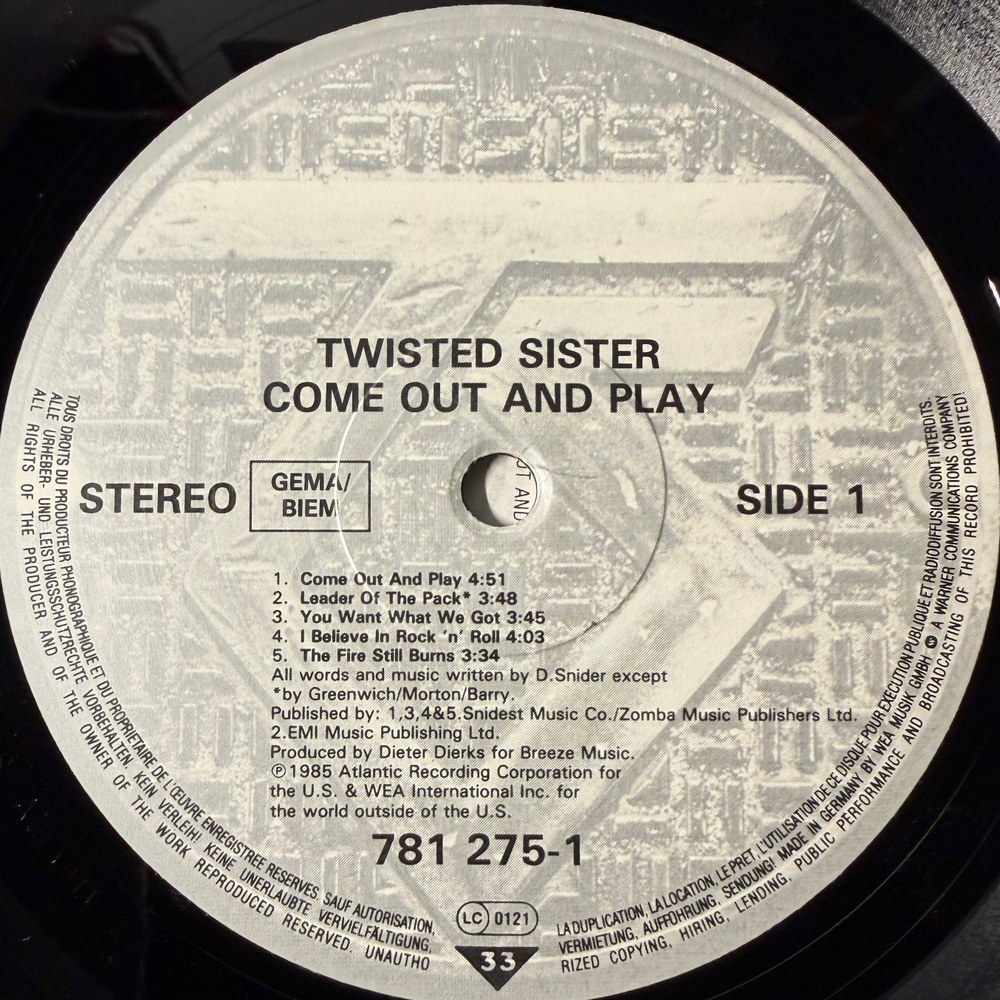 TWISTED SISTER
COME OUT AND PLAY
STEREO
GEMA/
BIEM
UT AND
SIDE 1
1. Come Out And Play 4:51
2. Leader Of The Pack* 3:48
3. You Want What We Got 3:45
4. I Believe In Rock 'n' Roll 4:03
5. The Fire Still Burns 3:34
All words and music written by D.Snider except
*by Greenwich/Morton/Barry.
Published by: 1,3,4&5.Snidest Music Co./Zomba Music Publishers Ltd.
2.EMI Music Publishing Ltd.
Produced by Dieter Dierks for Breeze Music.
℗1985 Atlantic Recording Corporation for
the U.S. & WEA International Inc. for
the world outside of the U.S.
781 275-1
LC 0121
33
TOUS DROITS DU PRODUCTEUR PHONOGRAPHIQUE ET DU PROPRIETAIRE DE L'ŒUVRE ENREGISTREE RESERVES. SAUF AUTORISATION, LA DUPLICATION, LA LOCATION, LE PRET, L'UTILISATION DE CE DISQUE POUR EXECUTION PUBLIQUE ET RADIODIFFUSION SONT INTERDITS.
ALLE URHEBER- UND LEISTUNGSSCHUTZRECHTE VORBEHALTEN. KEIN VERLEIH! KEINE UNERLAUBTE VERVIELFÄLTIGUNG, VERMIETUNG, AUFFÜHRUNG, SENDUNG! MADE IN GERMANY BY WEA MUSIK GMBH A WARNER COMMUNICATIONS COMPANY
ALL RIGHTS OF THE PRODUCER AND OF THE OWNER OF THE WORK REPRODUCED RESERVED. UNAUTHORIZED COPYING, HIRING, LENDING, PUBLIC PERFORMANCE AND BROADCASTING OF THIS RECORD PROHIBITED!